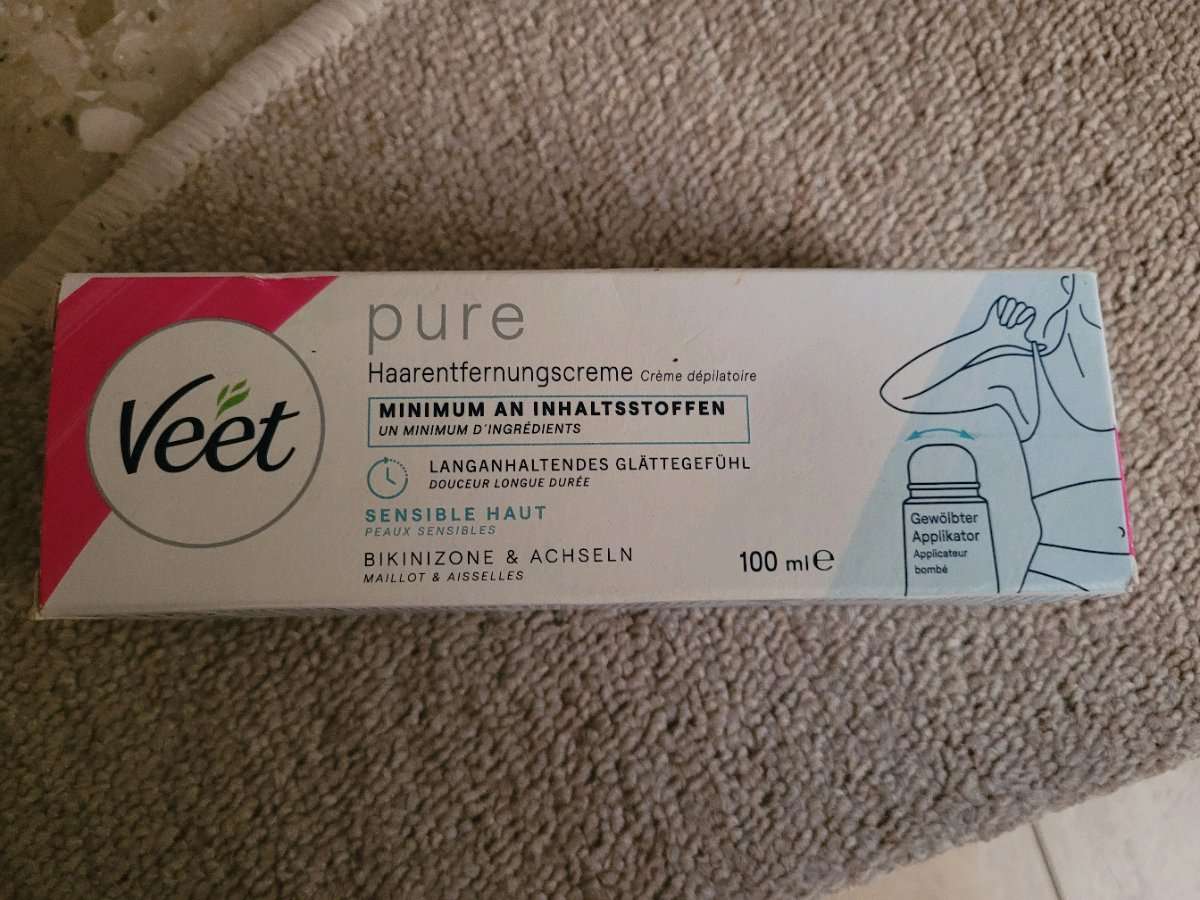 Veet
pure
Haarentfernungscreme Crème dépilatoire
MINIMUM AN INHALTSSTOFFEN
UN MINIMUM D'INGRÉDIENTS
LANGANHALTENDES GLÄTTEGEFÜHL
DOUCEUR LONGUE DURÉE
SENSIBLE HAUT
PEAUX SENSIBLES
BIKINIZONE & ACHSELN
MAILLOT & AISSELLES
100 ml℮
Gewölbter
Applikator
Applicateur
bombé